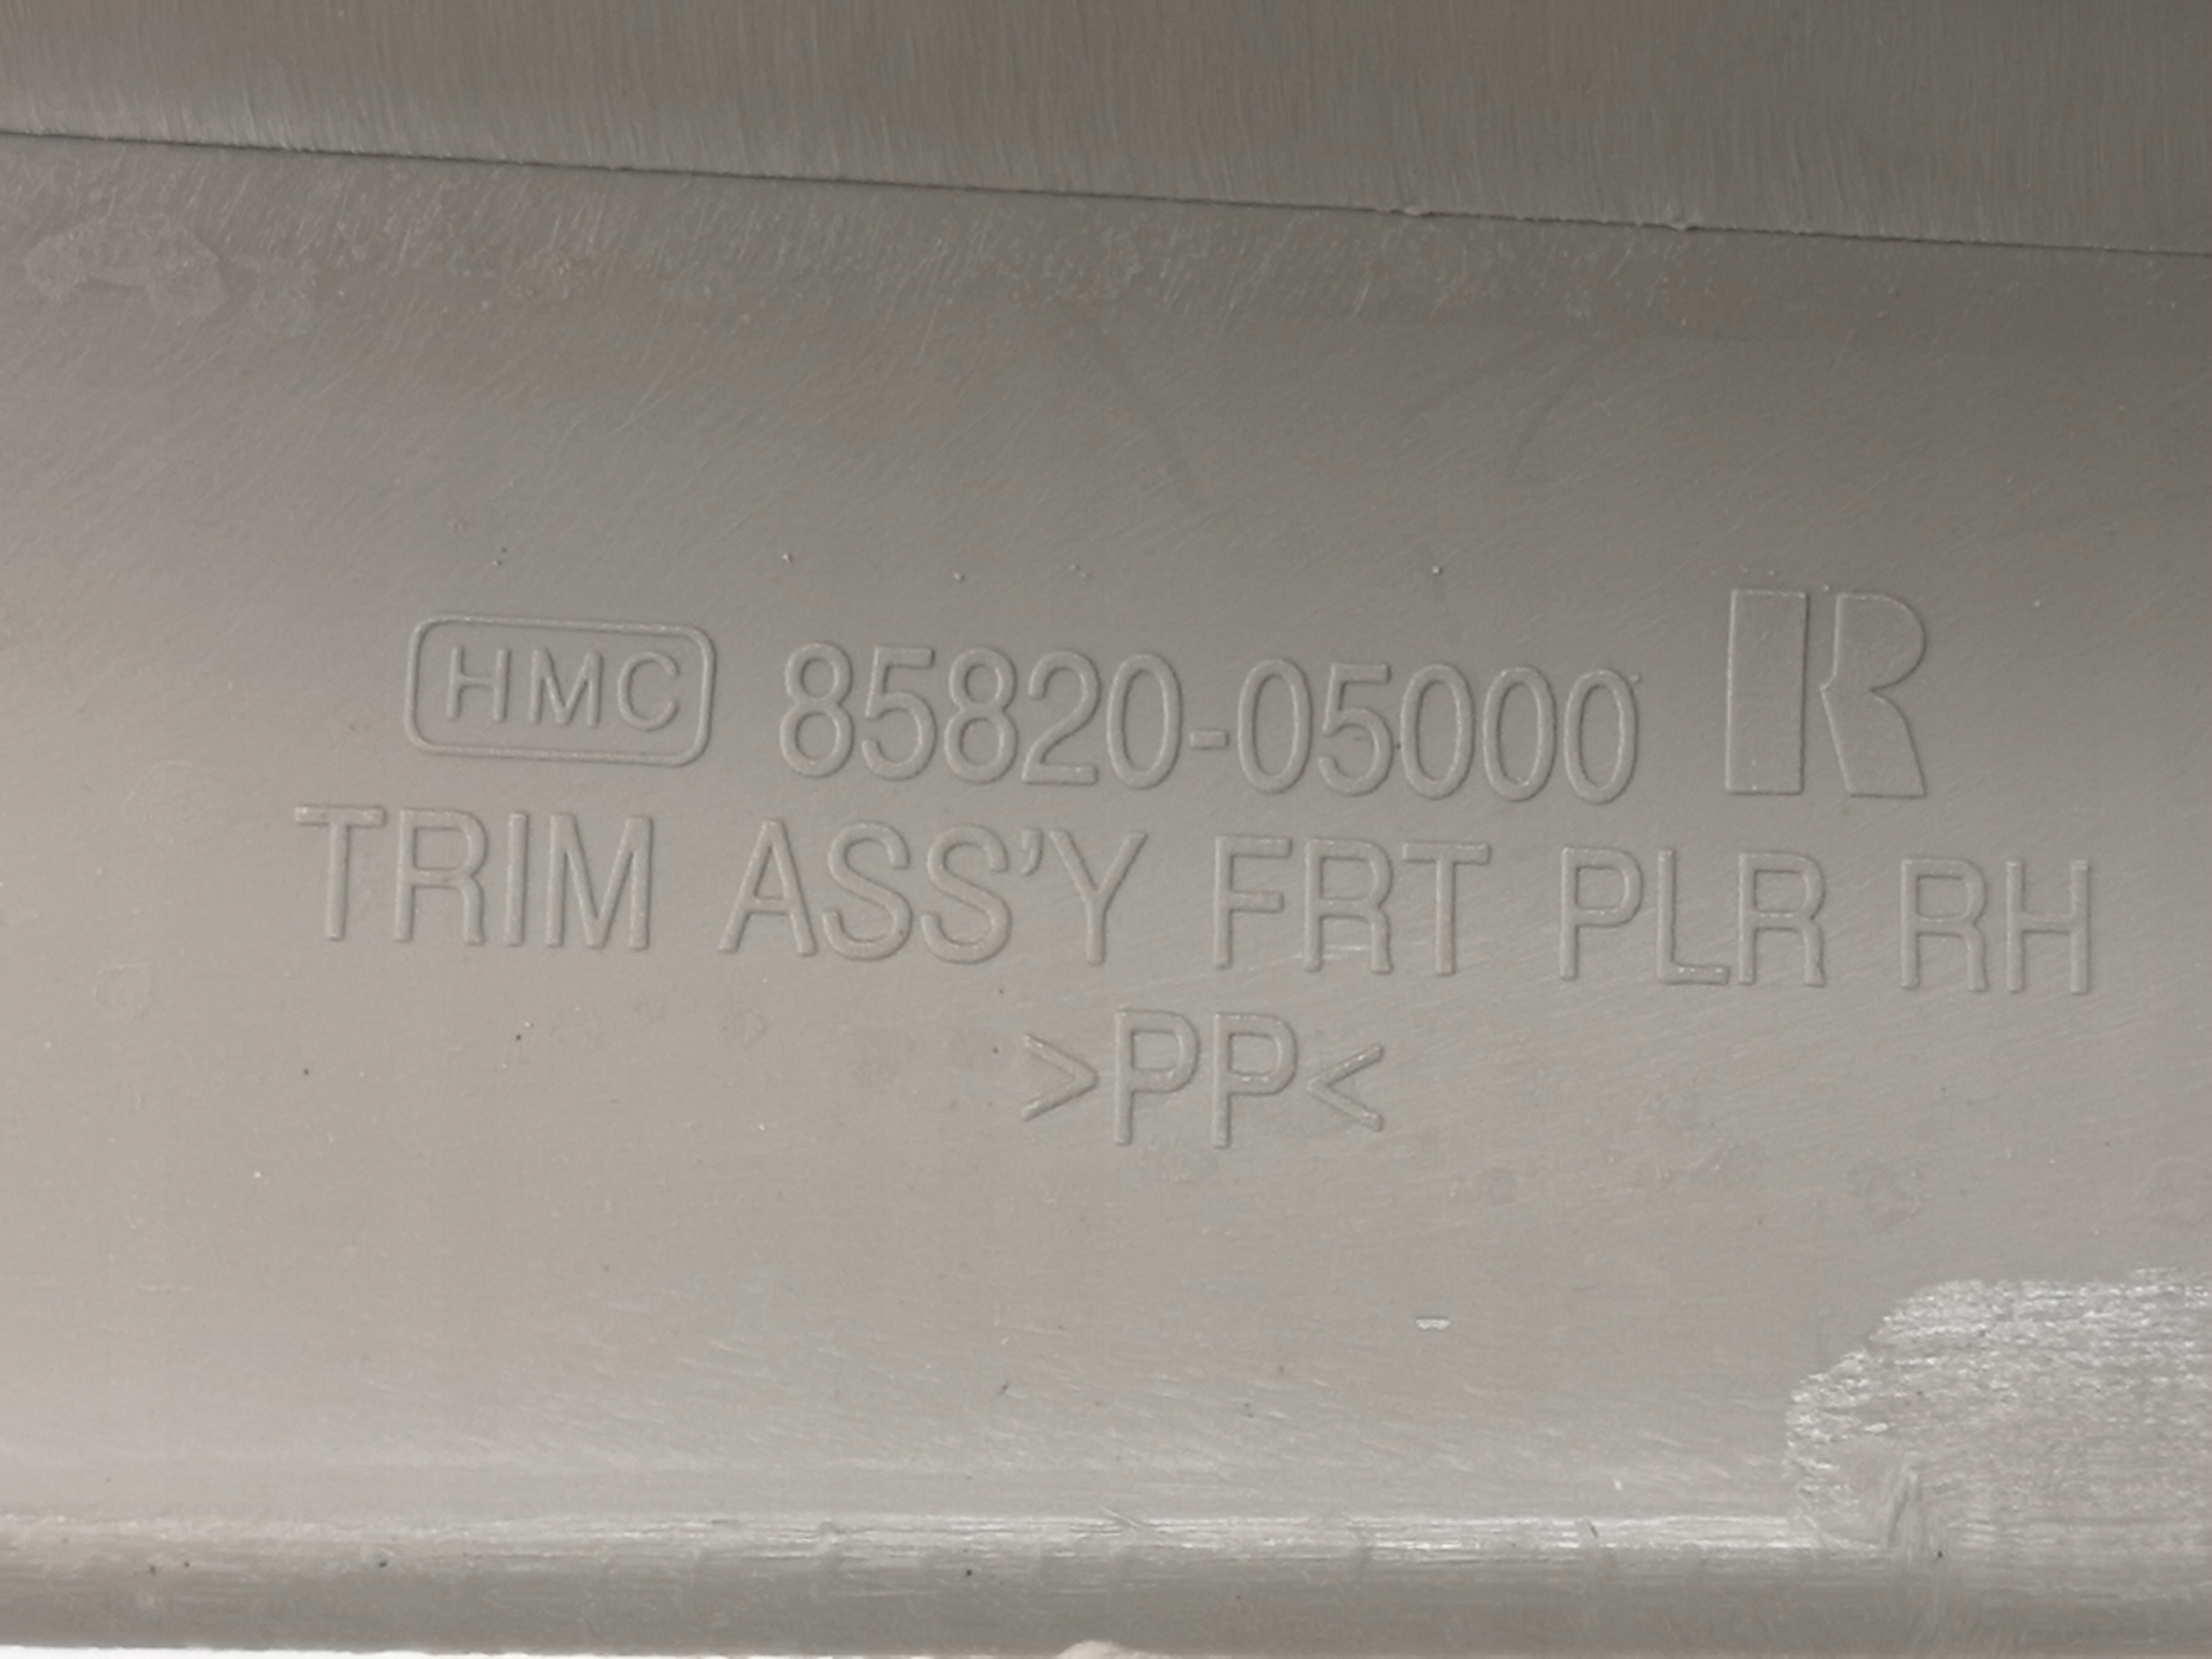 HMC 85820-05000 R
TRIM ASS'Y FRT PLR RH
>PP<